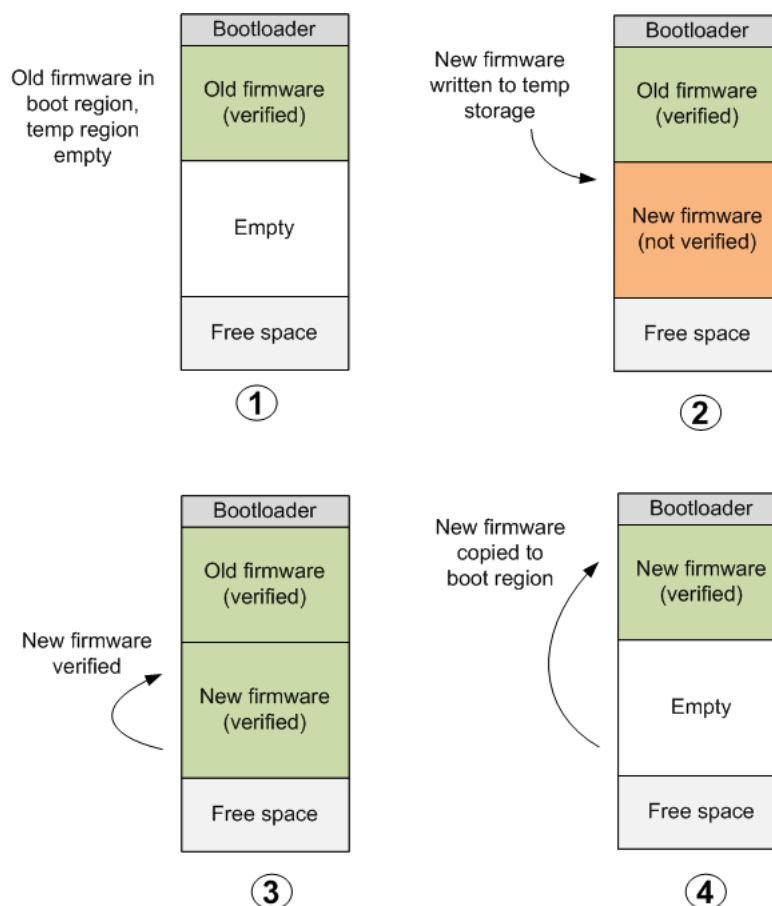 Old firmware in
boot region,
temp region
empty
Bootloader
Old firmware
(verified)
Empty
Free space
1
New firmware
written to temp
storage
Bootloader
Old firmware
(verified)
New firmware
(not verified)
Free space
2
New firmware
verified
Bootloader
Old firmware
(verified)
New firmware
(verified)
Free space
3
New firmware
copied to
boot region
Bootloader
New firmware
(verified)
Empty
Free space
4